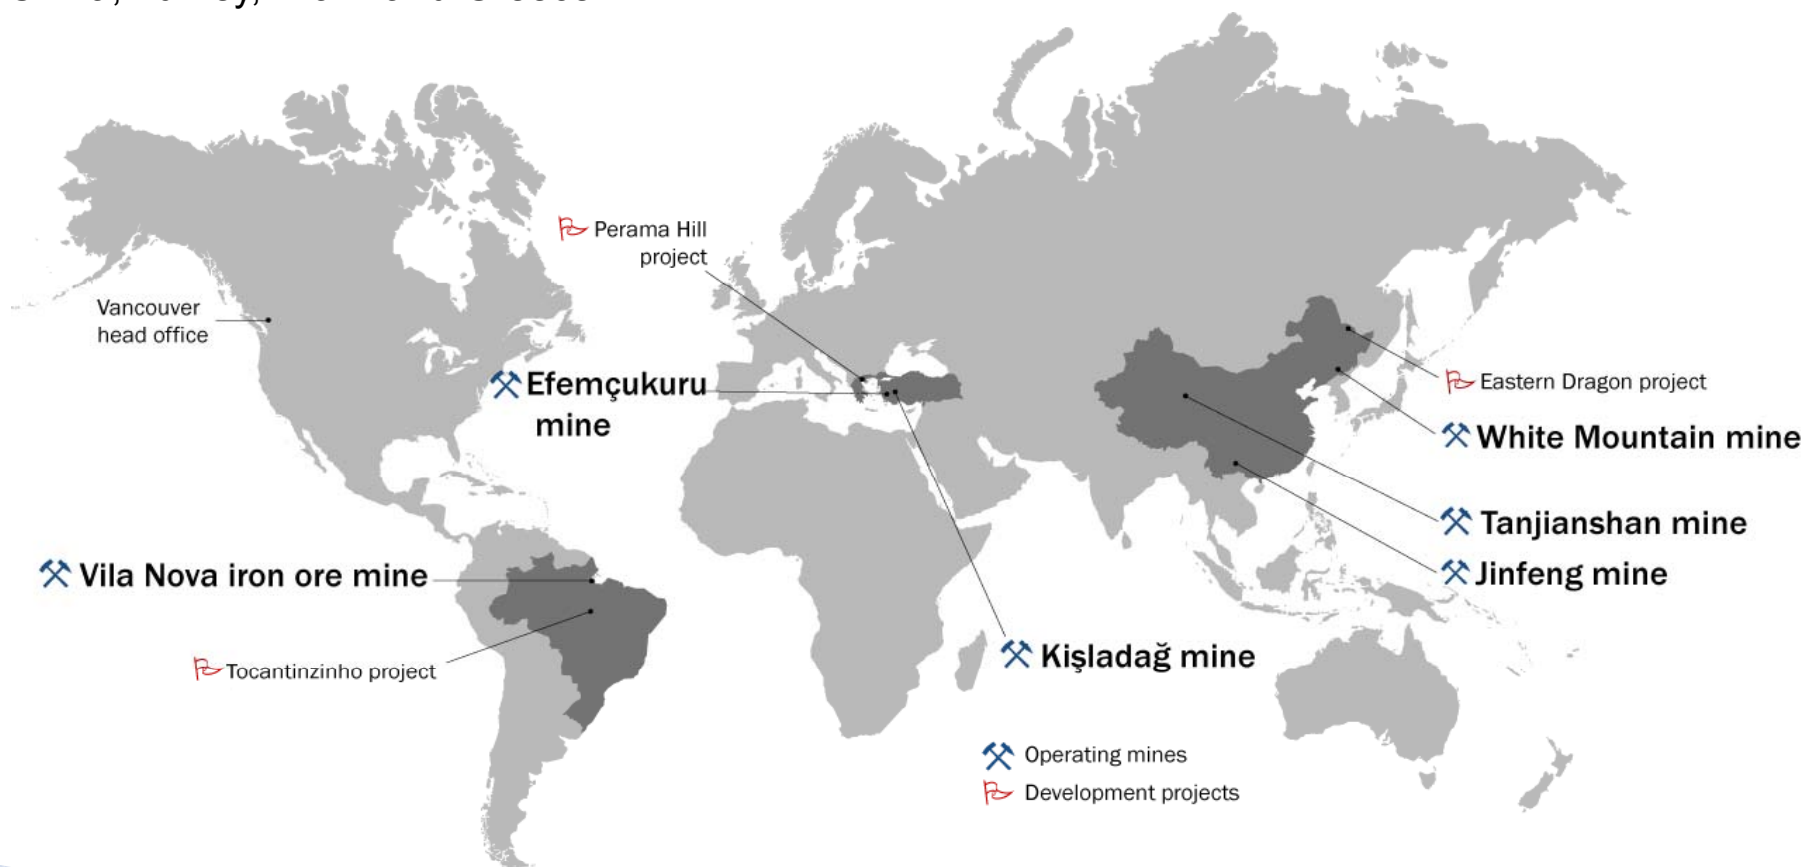 Perama Hill
project
Vancouver
head office
Efemçukuru
mine
Eastern Dragon project
White Mountain mine
Tanjianshan mine
Jinfeng mine
Vila Nova iron ore mine
Tocantinzinho project
Kişladağ mine
Operating mines
Development projects